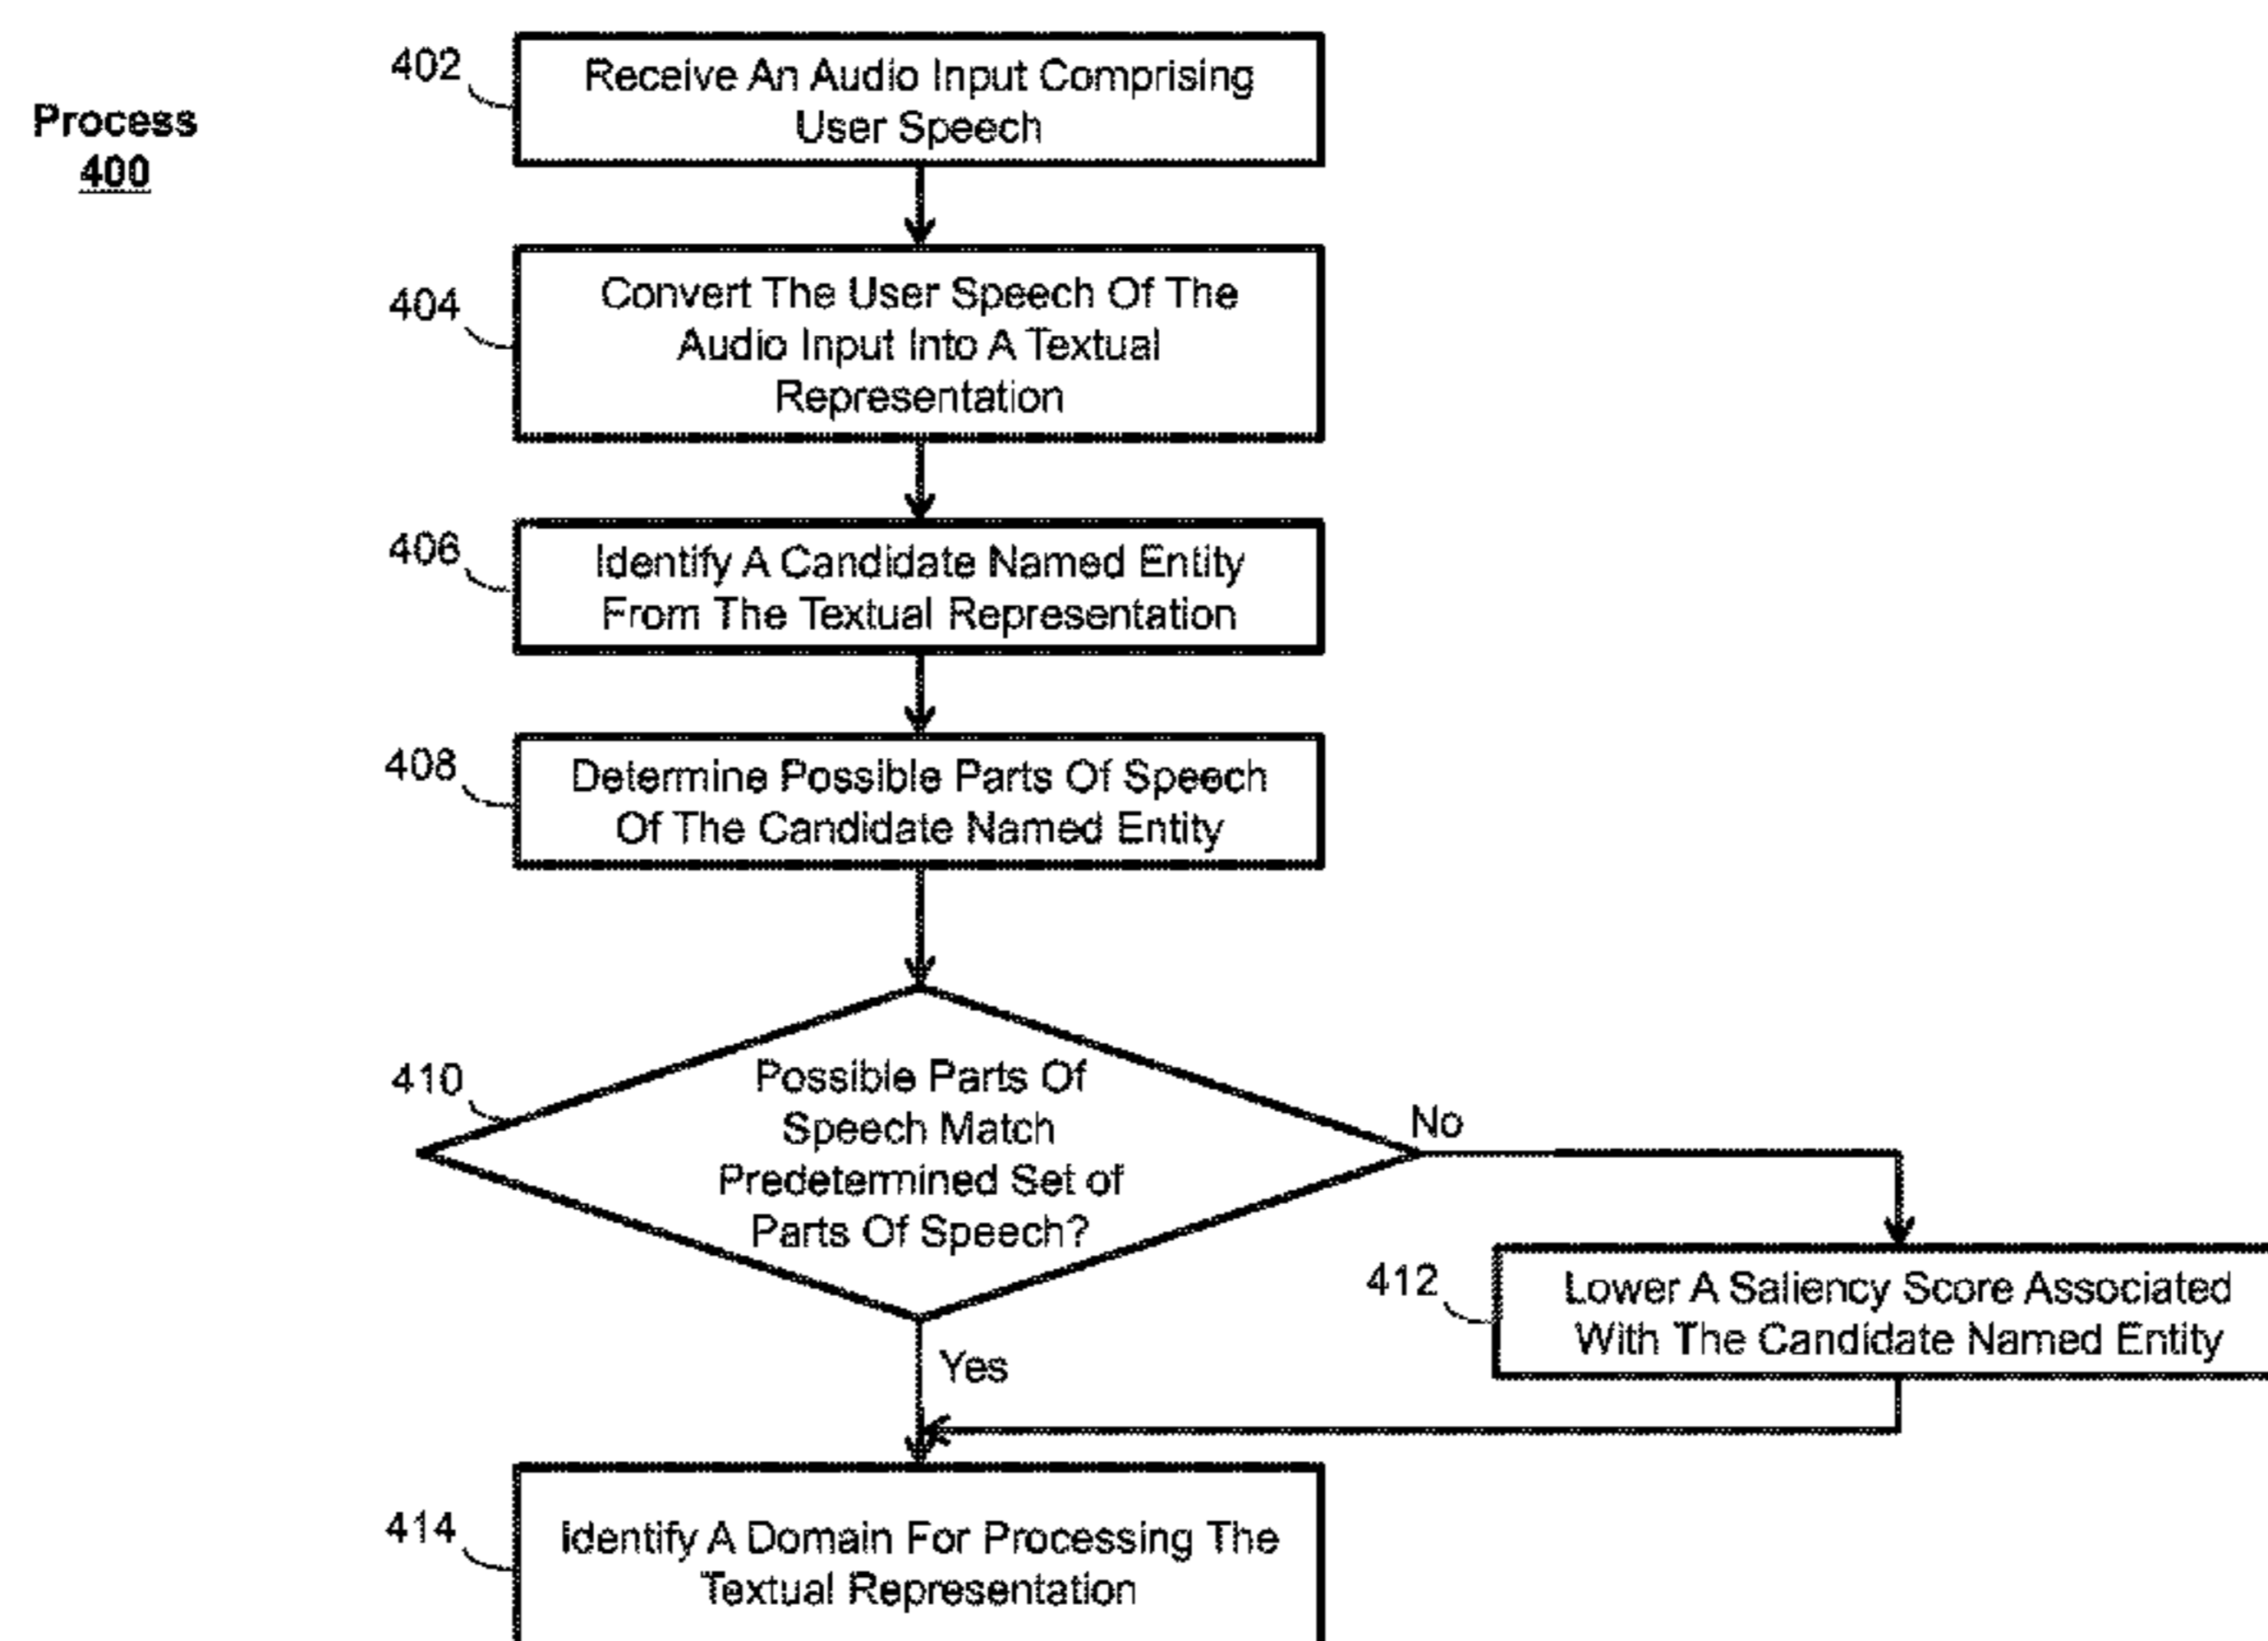 Process
400
402
Receive An Audio Input Comprising
User Speech
404
Convert The User Speech Of The
Audio Input Into A Textual
Representation
406
Identify A Candidate Named Entity
From The Textual Representation
408
Determine Possible Parts Of Speech
Of The Candidate Named Entity
410
Possible Parts Of
Speech Match
Predetermined Set of
Parts Of Speech?
No
412
Lower A Saliency Score Associated
With The Candidate Named Entity
Yes
414
Identify A Domain For Processing The
Textual Representation